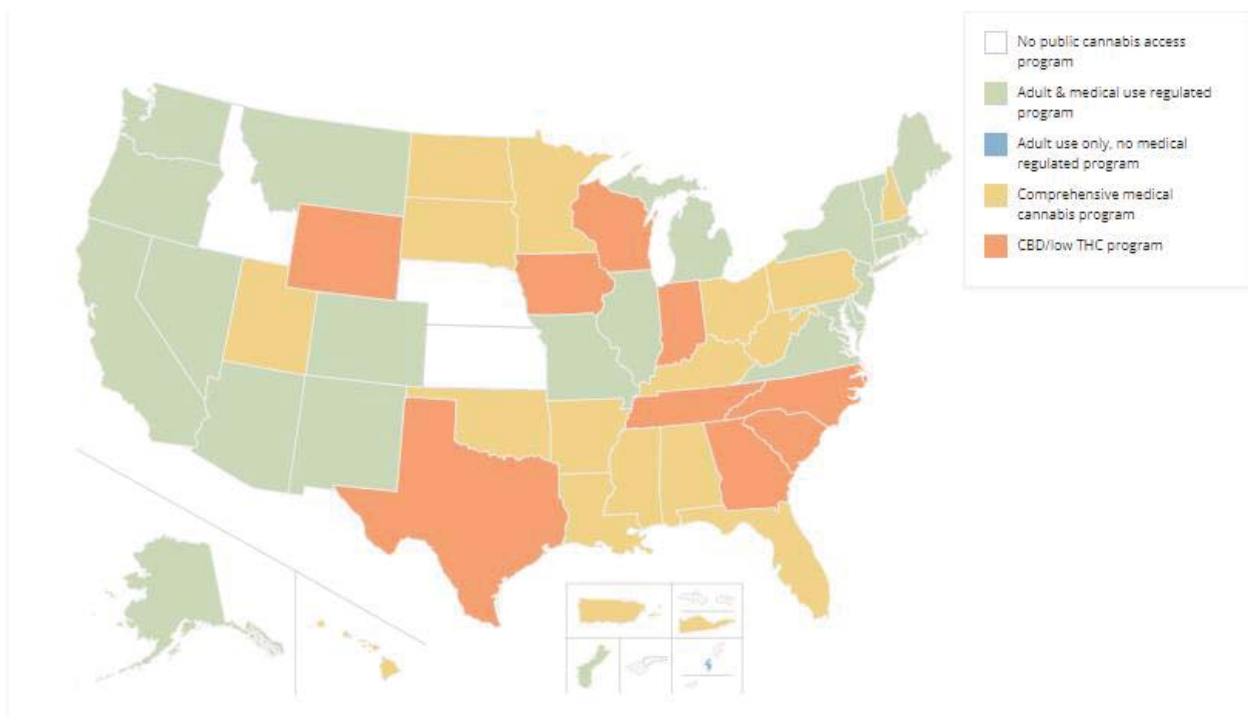 No public cannabis access
program
Adult & medical use regulated
program
Adult use only, no medical
regulated program
Comprehensive medical
cannabis program
CBD/low THC program